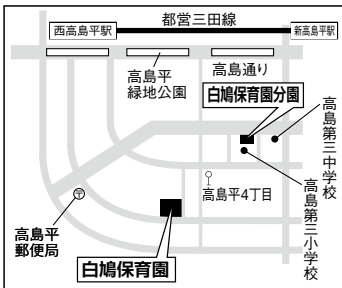 都営三田線
西高島平駅
新高島平駅
高島平
緑地公園
高島通り
白鳩保育園分園
高島第三中学校
高島第三小学校
高島平4丁目
〒
高島平
郵便局
白鳩保育園